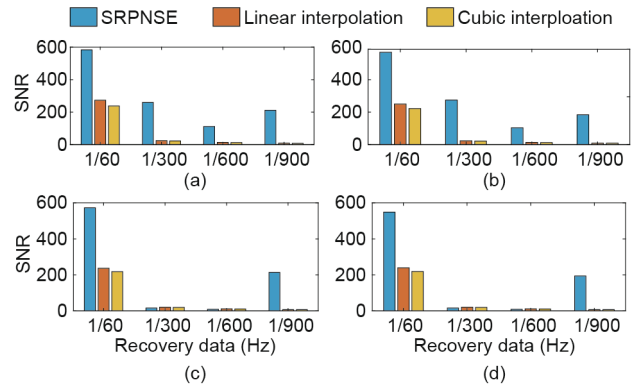 SRPNSE Linear interpolation Cubic interploation
600 600
400 400
200 200
0 0
SNR
1/60 1/300 1/600 1/900 1/60 1/300 1/600 1/900
(a) (b)
600 600
400 400
200 200
0 0
SNR
1/60 1/300 1/600 1/900 1/60 1/300 1/600 1/900
Recovery data (Hz) Recovery data (Hz)
(c) (d)